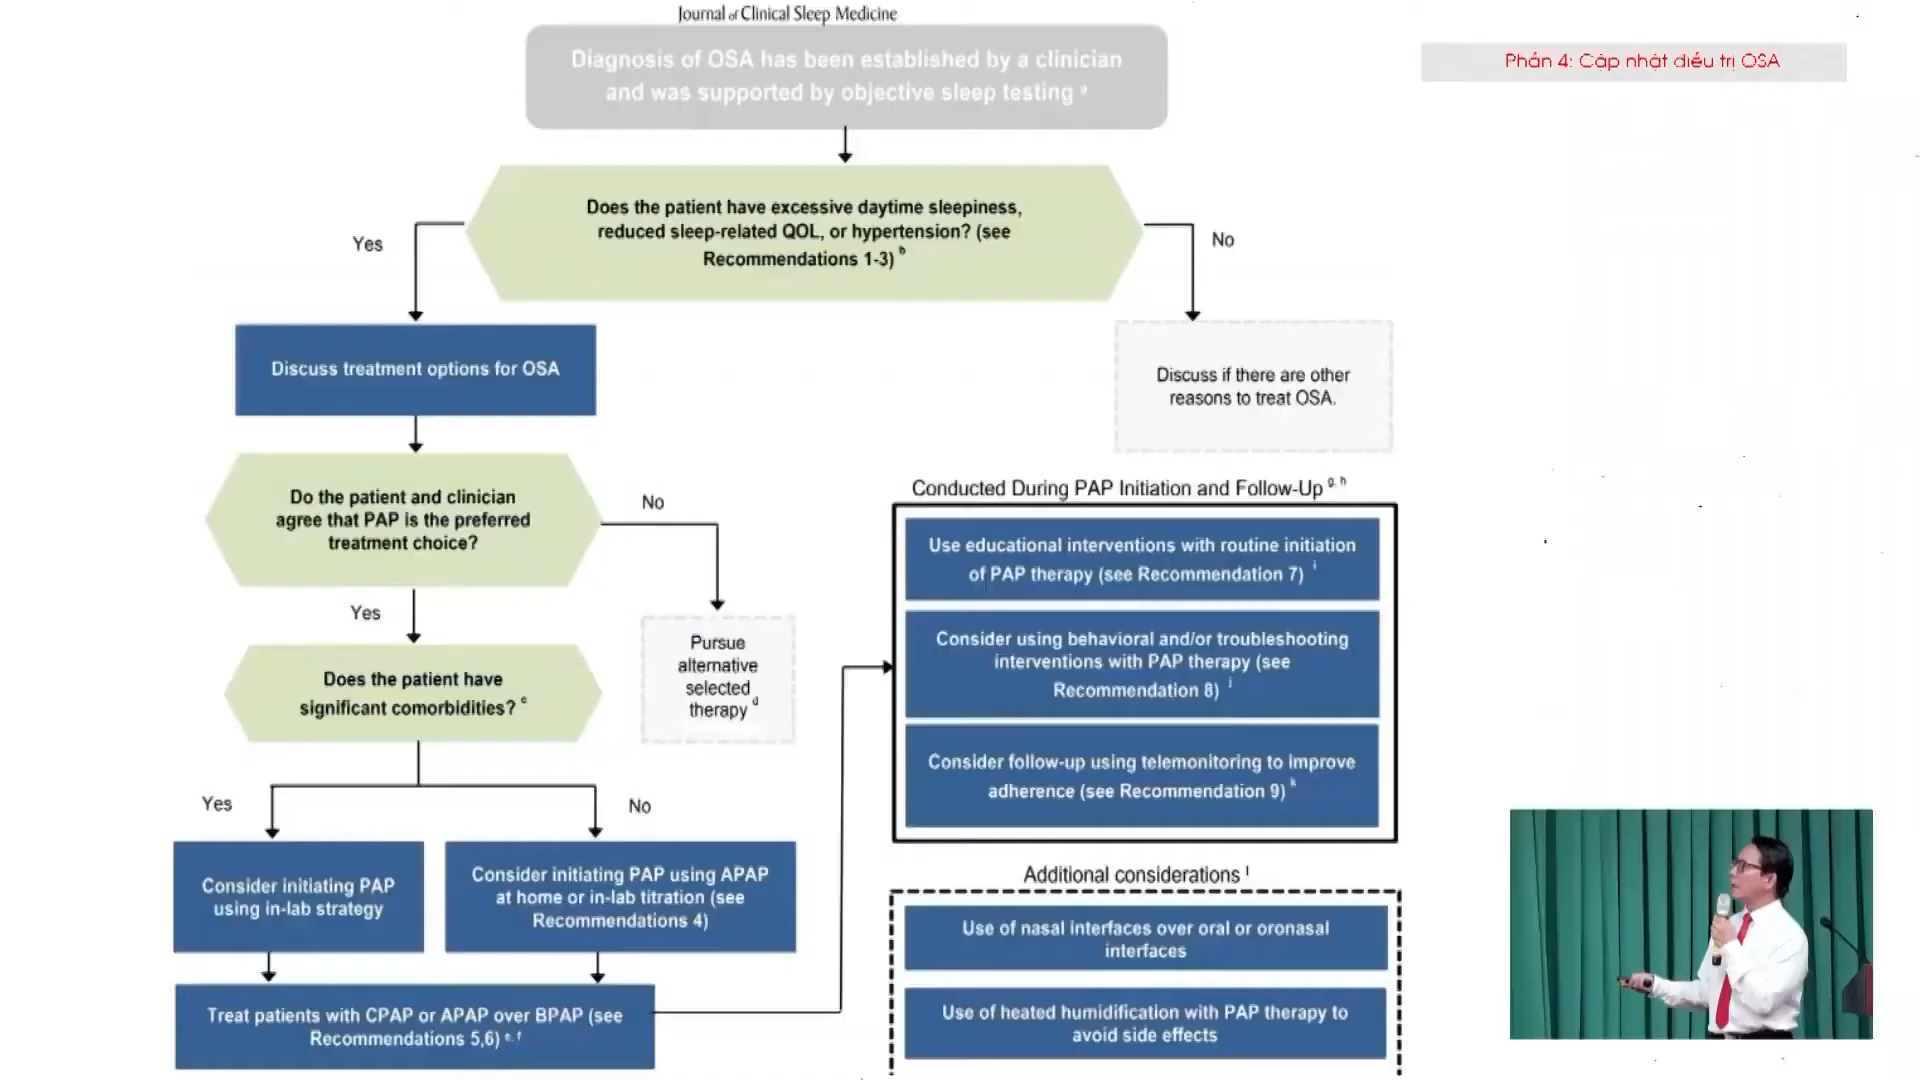 Journal of Clinical Sleep Medicine
Phần 4: Cập nhật điều trị OSA
Diagnosis of OSA has been established by a clinician
and was supported by objective sleep testing a
Does the patient have excessive daytime sleepiness,
reduced sleep-related QOL, or hypertension? (see
Recommendations 1-3) b
Yes
No
Discuss treatment options for OSA
Discuss if there are other
reasons to treat OSA.
Do the patient and clinician
agree that PAP is the preferred
treatment choice?
No
Yes
Pursue
alternative
selected
therapy d
Does the patient have
significant comorbidities? c
Yes
No
Consider initiating PAP
using in-lab strategy
Consider initiating PAP using APAP
at home or in-lab titration (see
Recommendations 4)
Treat patients with CPAP or APAP over BPAP (see
Recommendations 5,6) e, f
Conducted During PAP Initiation and Follow-Up g, h
Use educational interventions with routine initiation
of PAP therapy (see Recommendation 7) i
Consider using behavioral and/or troubleshooting
interventions with PAP therapy (see
Recommendation 8) j
Consider follow-up using telemonitoring to improve
adherence (see Recommendation 9) k
Additional considerations l
Use of nasal interfaces over oral or oronasal
interfaces
Use of heated humidification with PAP therapy to
avoid side effects